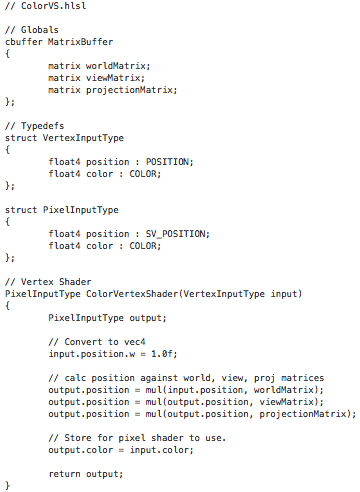 // ColorVS.hlsl

// Globals
cbuffer MatrixBuffer
{
        matrix worldMatrix;
        matrix viewMatrix;
        matrix projectionMatrix;
};

// Typedefs
struct VertexInputType
{
        float4 position : POSITION;
        float4 color : COLOR;
};

struct PixelInputType
{
        float4 position : SV_POSITION;
        float4 color : COLOR;
};

// Vertex Shader
PixelInputType ColorVertexShader(VertexInputType input)
{
        PixelInputType output;

        // Convert to vec4
        input.position.w = 1.0f;

        // calc position against world, view, proj matrices
        output.position = mul(input.position, worldMatrix);
        output.position = mul(output.position, viewMatrix);
        output.position = mul(output.position, projectionMatrix);

        // Store for pixel shader to use.
        output.color = input.color;

        return output;
}